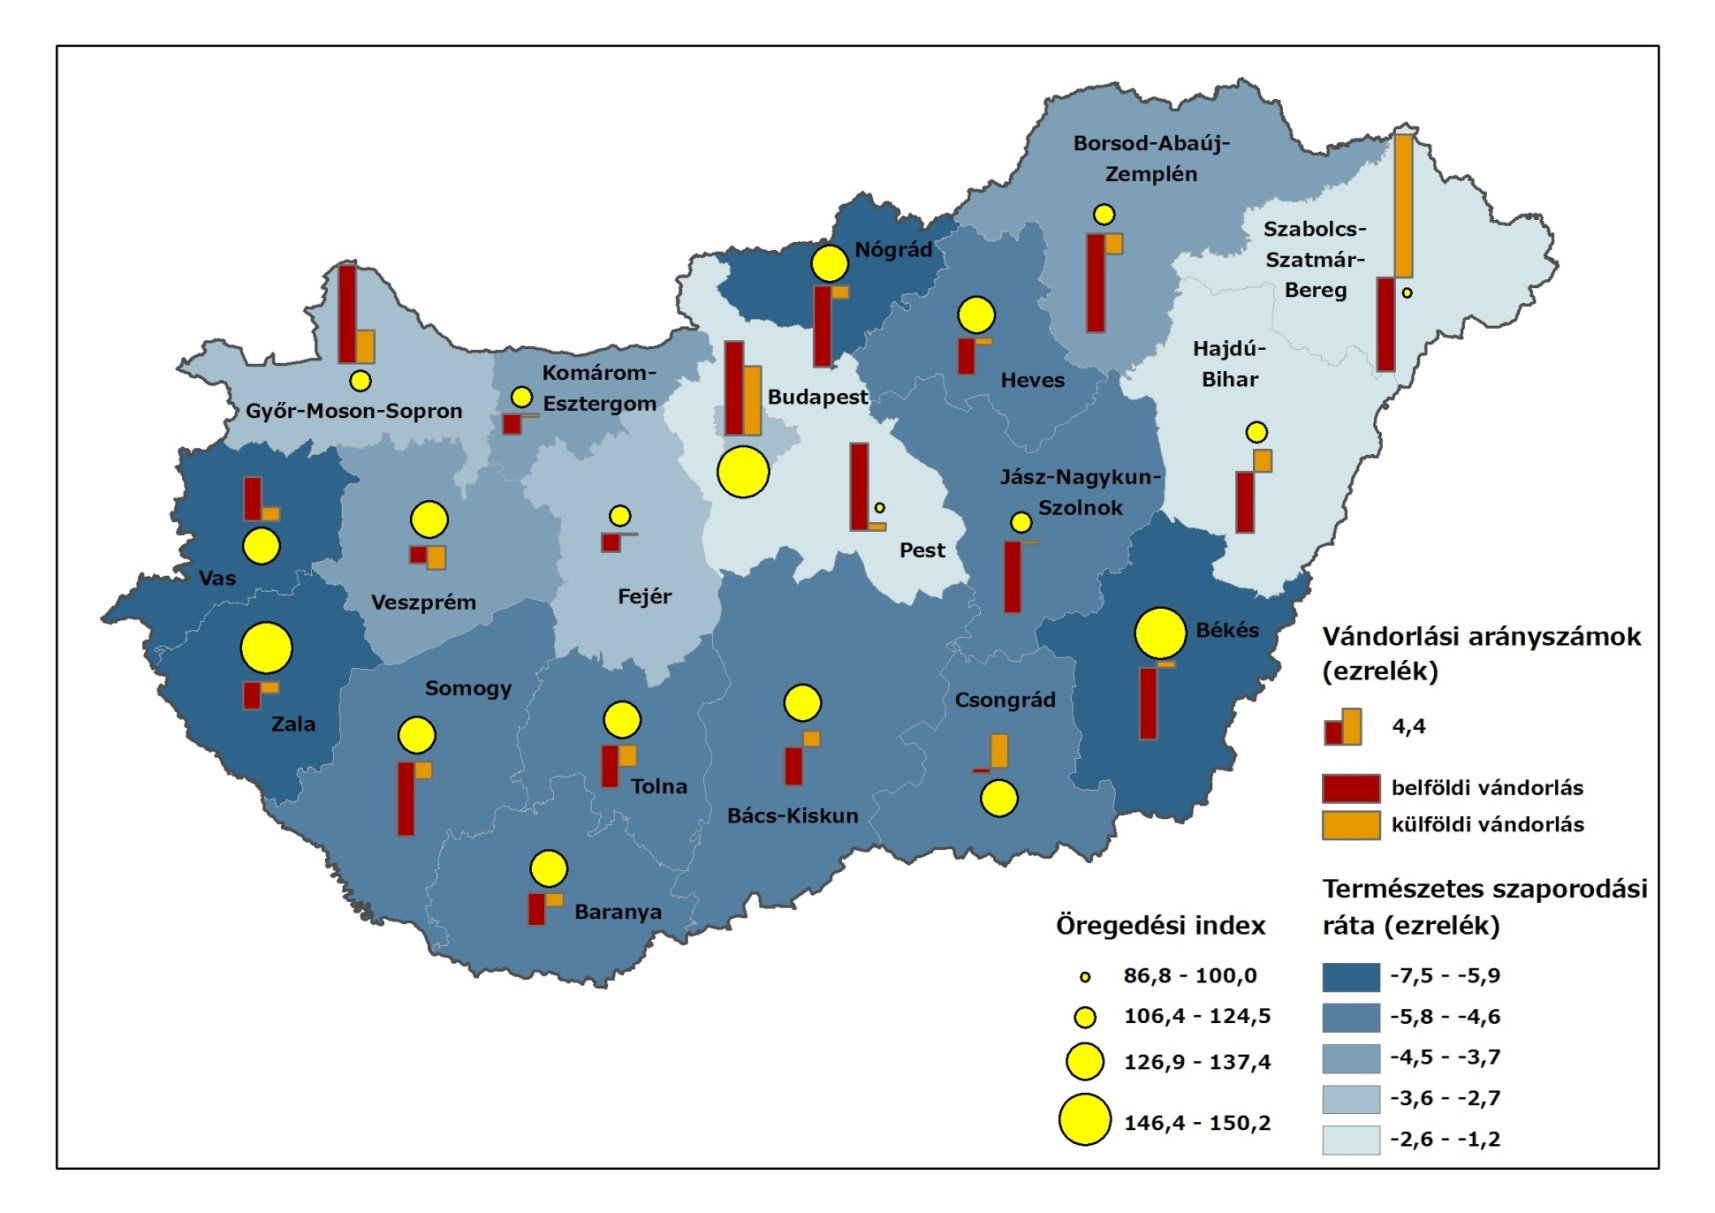 Borsod-Abaúj-
Zemplén
Szabolcs-
Szatmár-
Bereg
Nógrád
Hajdú-
Bihar
Heves
Komárom-
Esztergom
Budapest
Győr-Moson-Sopron
Jász-Nagykun-
Szolnok
Pest
Vas
Veszprém
Fejér
Békés
Zala
Somogy
Csongrád
Tolna
Bács-Kiskun
Baranya
Vándorlási arányszámok
(ezrelék)
4,4
belföldi vándorlás
külföldi vándorlás
Öregedési index
86,8 - 100,0
106,4 - 124,5
126,9 - 137,4
146,4 - 150,2
Természetes szaporodási
ráta (ezrelék)
-7,5 - -5,9
-5,8 - -4,6
-4,5 - -3,7
-3,6 - -2,7
-2,6 - -1,2